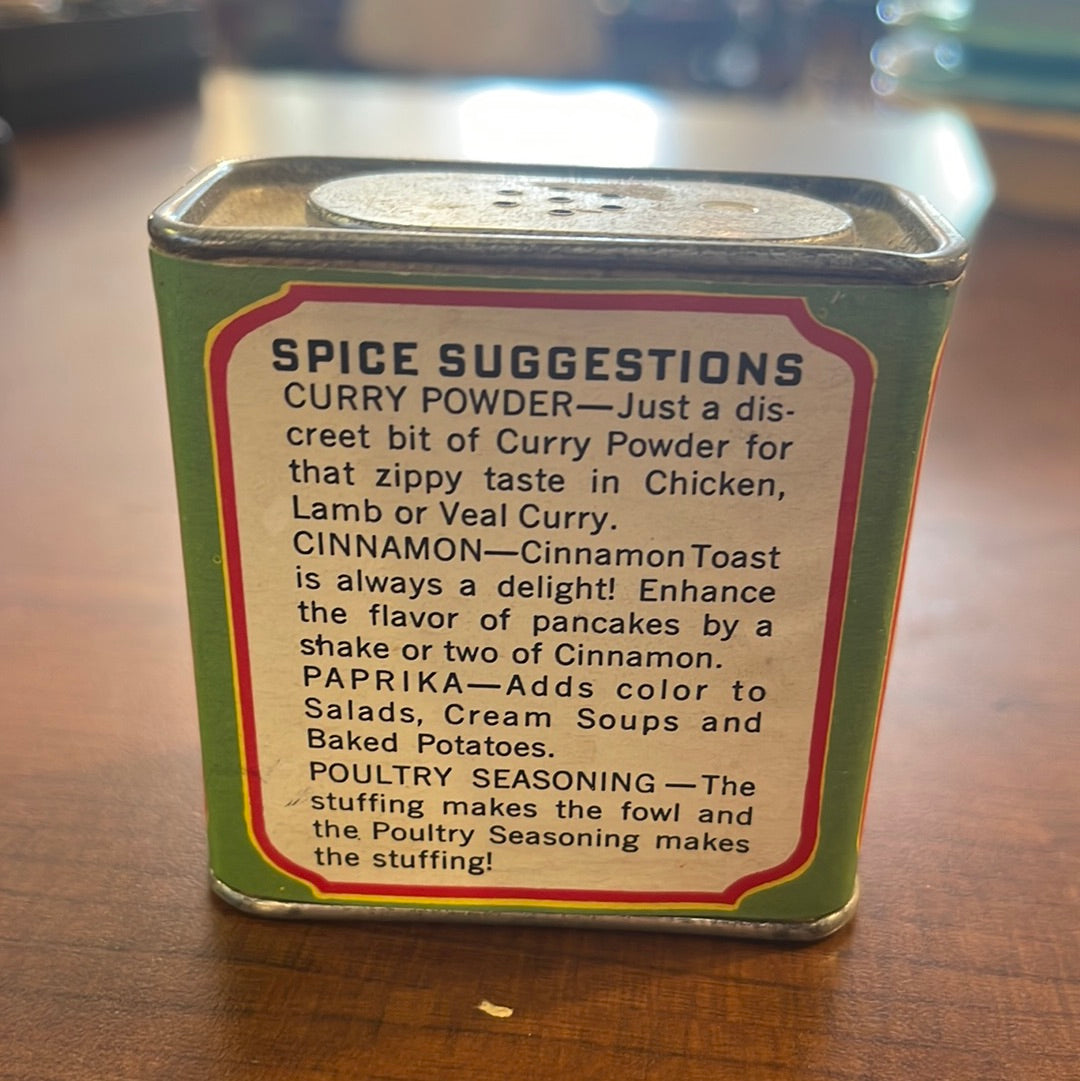 SPICE SUGGESTIONS
CURRY POWDER—Just a dis-
creet bit of Curry Powder for
that zippy taste in Chicken,
Lamb or Veal Curry.
CINNAMON—Cinnamon Toast
is always a delight! Enhance
the flavor of pancakes by a
shake or two of Cinnamon.
PAPRIKA—Adds color to
Salads, Cream Soups and
Baked Potatoes.
POULTRY SEASONING—The
stuffing makes the fowl and
the Poultry Seasoning makes
the stuffing!